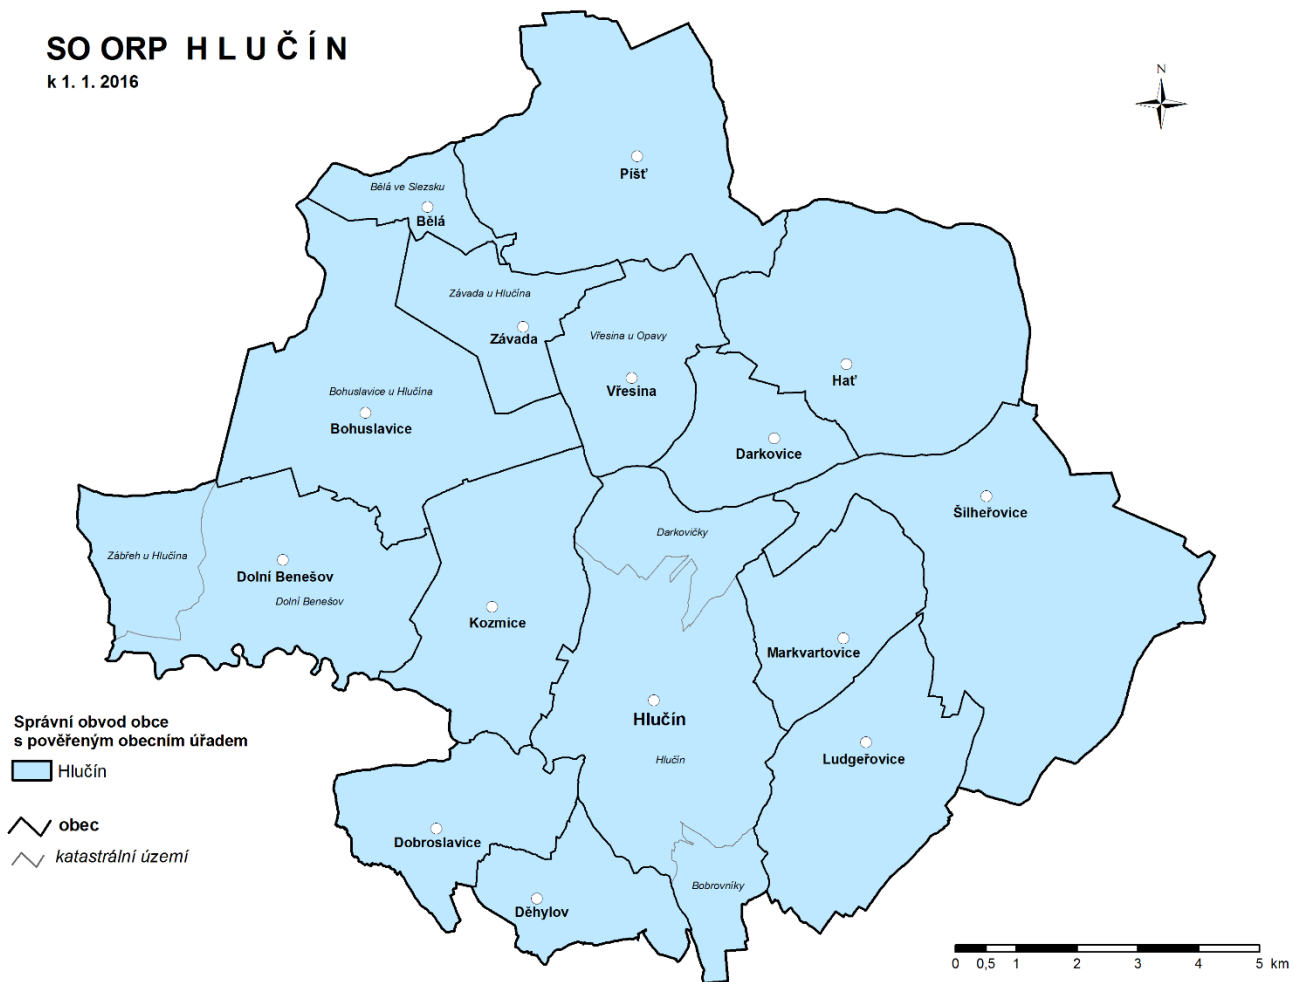 SO ORP H L U Č Í N
k 1. 1. 2016
N
Píšť
Bělá ve Slezsku
Bělá
Závada u Hlučína
Závada
Vřesina u Opavy
Vřesina
Hať
Bohuslavice u Hlučína
Bohuslavice
Darkovice
Šilheřovice
Darkovičky
Zábřeh u Hlučína
Dolní Benešov
Dolní Benešov
Kozmice
Markvartovice
Hlučín
Hlučín
Ludgeřovice
Dobroslavice
Bobrovníky
Děhylov
Správní obvod obce
s pověřeným obecním úřadem
Hlučín
obec
katastrální území
0 0,5 1 2 3 4 5 km